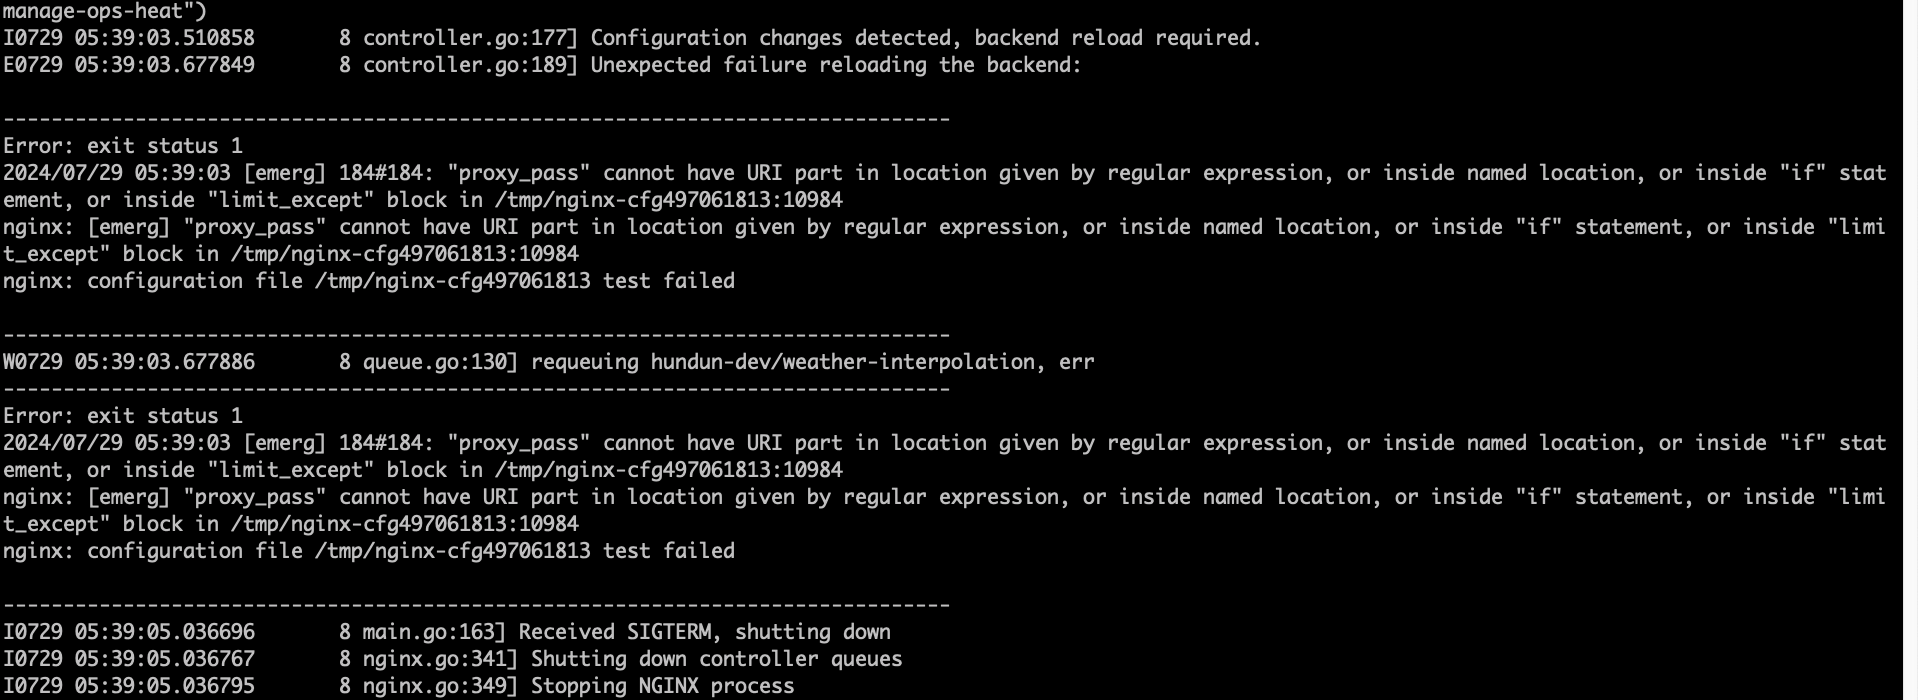 manage-ops-heat")
I0729 05:39:03.510858       8 controller.go:177] Configuration changes detected, backend reload required.
E0729 05:39:03.677849       8 controller.go:189] Unexpected failure reloading the backend:

-------------------------------------------------------------------------------
Error: exit status 1
2024/07/29 05:39:03 [emerg] 184#184: "proxy_pass" cannot have URI part in location given by regular expression, or inside named location, or inside "if" stat
ement, or inside "limit_except" block in /tmp/nginx-cfg497061813:10984
nginx: [emerg] "proxy_pass" cannot have URI part in location given by regular expression, or inside named location, or inside "if" statement, or inside "limi
t_except" block in /tmp/nginx-cfg497061813:10984
nginx: configuration file /tmp/nginx-cfg497061813 test failed

-------------------------------------------------------------------------------
W0729 05:39:03.677886       8 queue.go:130] requeuing hundun-dev/weather-interpolation, err
-------------------------------------------------------------------------------
Error: exit status 1
2024/07/29 05:39:03 [emerg] 184#184: "proxy_pass" cannot have URI part in location given by regular expression, or inside named location, or inside "if" stat
ement, or inside "limit_except" block in /tmp/nginx-cfg497061813:10984
nginx: [emerg] "proxy_pass" cannot have URI part in location given by regular expression, or inside named location, or inside "if" statement, or inside "limi
t_except" block in /tmp/nginx-cfg497061813:10984
nginx: configuration file /tmp/nginx-cfg497061813 test failed

-------------------------------------------------------------------------------
I0729 05:39:05.036696       8 main.go:163] Received SIGTERM, shutting down
I0729 05:39:05.036767       8 nginx.go:341] Shutting down controller queues
I0729 05:39:05.036795       8 nginx.go:349] Stopping NGINX process